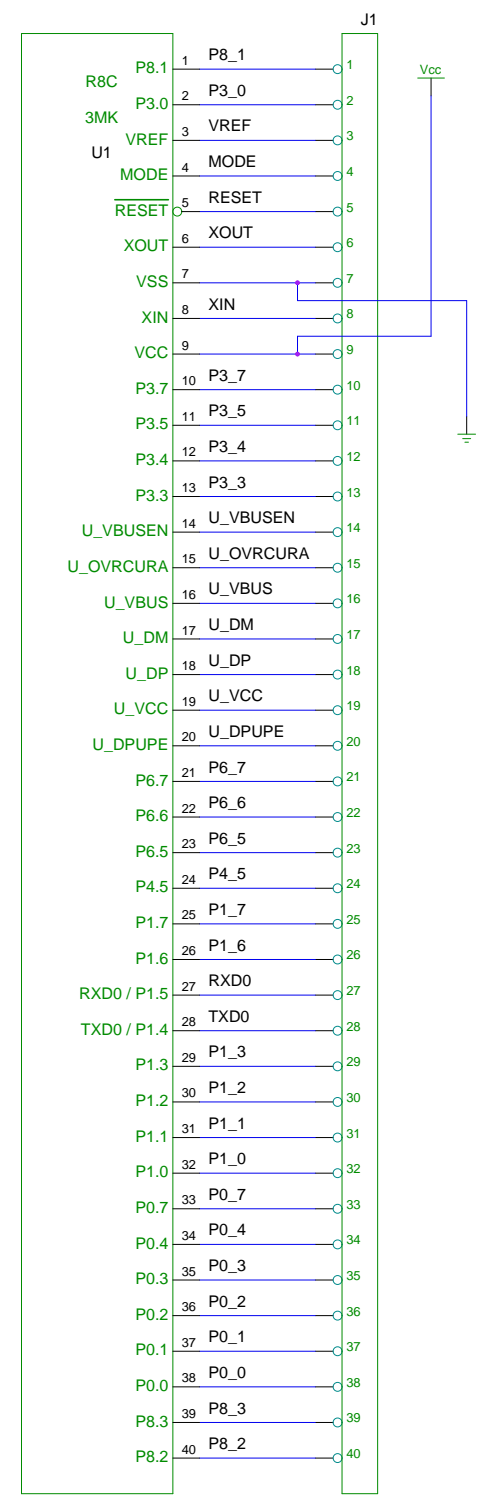 J1
P8.1 1 P8_1 1
Vcc
R8C
P3.0 2 P3_0 2
3MK
VREF 3 VREF 3
U1
MODE 4 MODE 4
RESET 5 RESET 5
XOUT 6 XOUT 6
VSS 7 7
XIN 8 XIN 8
VCC 9 9
P3.7 10 P3_7 10
P3.5 11 P3_5 11
P3.4 12 P3_4 12
P3.3 13 P3_3 13
U_VBUSEN 14 U_VBUSEN 14
U_OVRCURA 15 U_OVRCURA 15
U_VBUS 16 U_VBUS 16
U_DM 17 U_DM 17
U_DP 18 U_DP 18
U_VCC 19 U_VCC 19
U_DPUPE 20 U_DPUPE 20
P6.7 21 P6_7 21
P6.6 22 P6_6 22
P6.5 23 P6_5 23
P4.5 24 P4_5 24
P1.7 25 P1_7 25
P1.6 26 P1_6 26
RXD0 / P1.5 27 RXD0 27
TXD0 / P1.4 28 TXD0 28
P1.3 29 P1_3 29
P1.2 30 P1_2 30
P1.1 31 P1_1 31
P1.0 32 P1_0 32
P0.7 33 P0_7 33
P0.4 34 P0_4 34
P0.3 35 P0_3 35
P0.2 36 P0_2 36
P0.1 37 P0_1 37
P0.0 38 P0_0 38
P8.3 39 P8_3 39
P8.2 40 P8_2 40